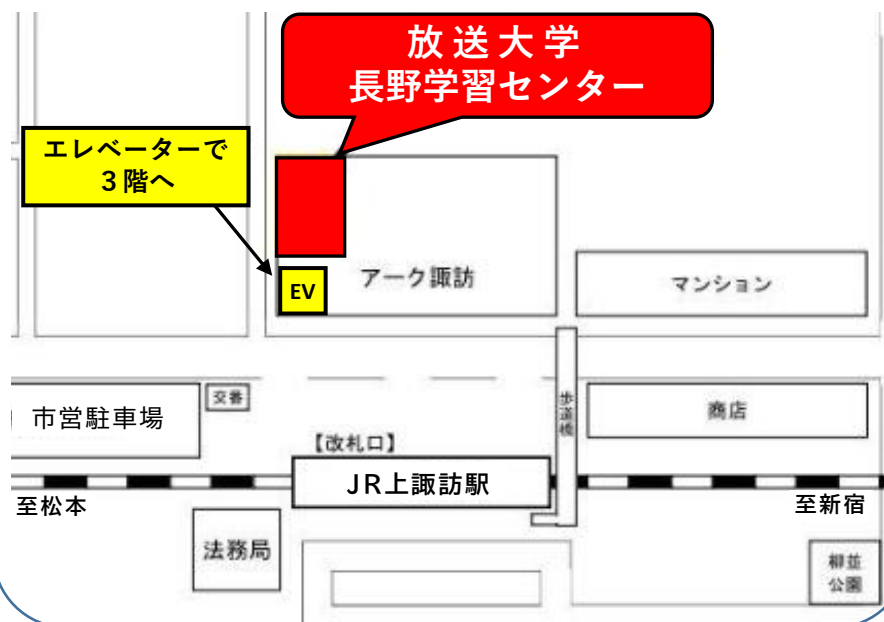 放送大学
長野学習センター
エレベーターで
３階へ
EV
アーク諏訪
マンション
交番
市営駐車場
歩道橋
商店
【改札口】
JR上諏訪駅
至松本
至新宿
法務局
柳並
公園